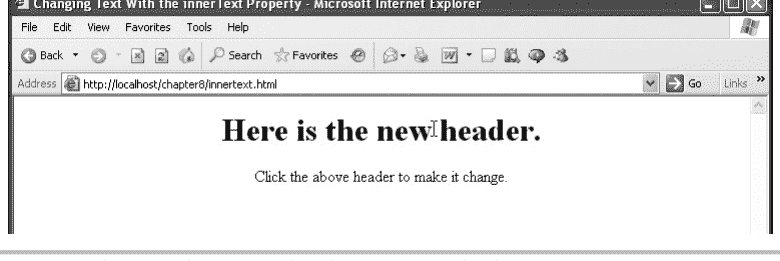 Changing Text With the innerText Property - Microsoft Internet Explorer
File Edit View Favorites Tools Help
Back Search Favorites
Address http://localhost/chapter8/innertext.html Go Links »
Here is the new header.
Click the above header to make it change.